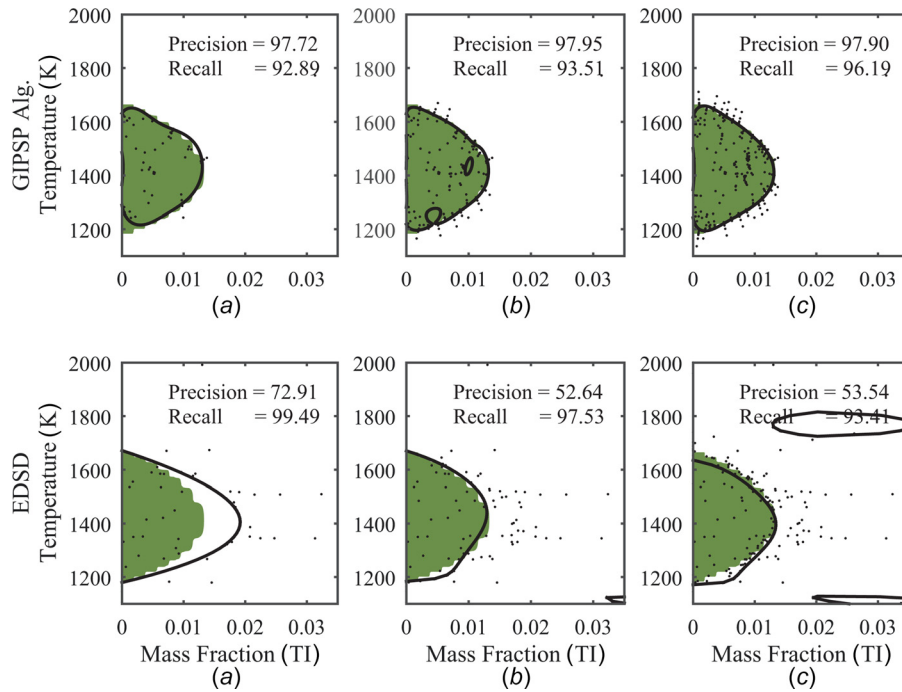 GIPSP Alg.
Temperature (K)
2000
1800
1600
1400
1200
Precision = 97.72
Recall = 92.89
0 0.01 0.02 0.03
(a)
2000
1800
1600
1400
1200
Precision = 97.95
Recall = 93.51
0 0.01 0.02 0.03
(b)
2000
1800
1600
1400
1200
Precision = 97.90
Recall = 96.19
0 0.01 0.02 0.03
(c)
EDSD
Temperature (K)
2000
1800
1600
1400
1200
Precision = 72.91
Recall = 99.49
0 0.01 0.02 0.03
Mass Fraction (TI)
(a)
2000
1800
1600
1400
1200
Precision = 52.64
Recall = 97.53
0 0.01 0.02 0.03
Mass Fraction (TI)
(b)
2000
1800
1600
1400
1200
Precision = 53.54
Recall = 93.41
0 0.01 0.02 0.03
Mass Fraction (TI)
(c)